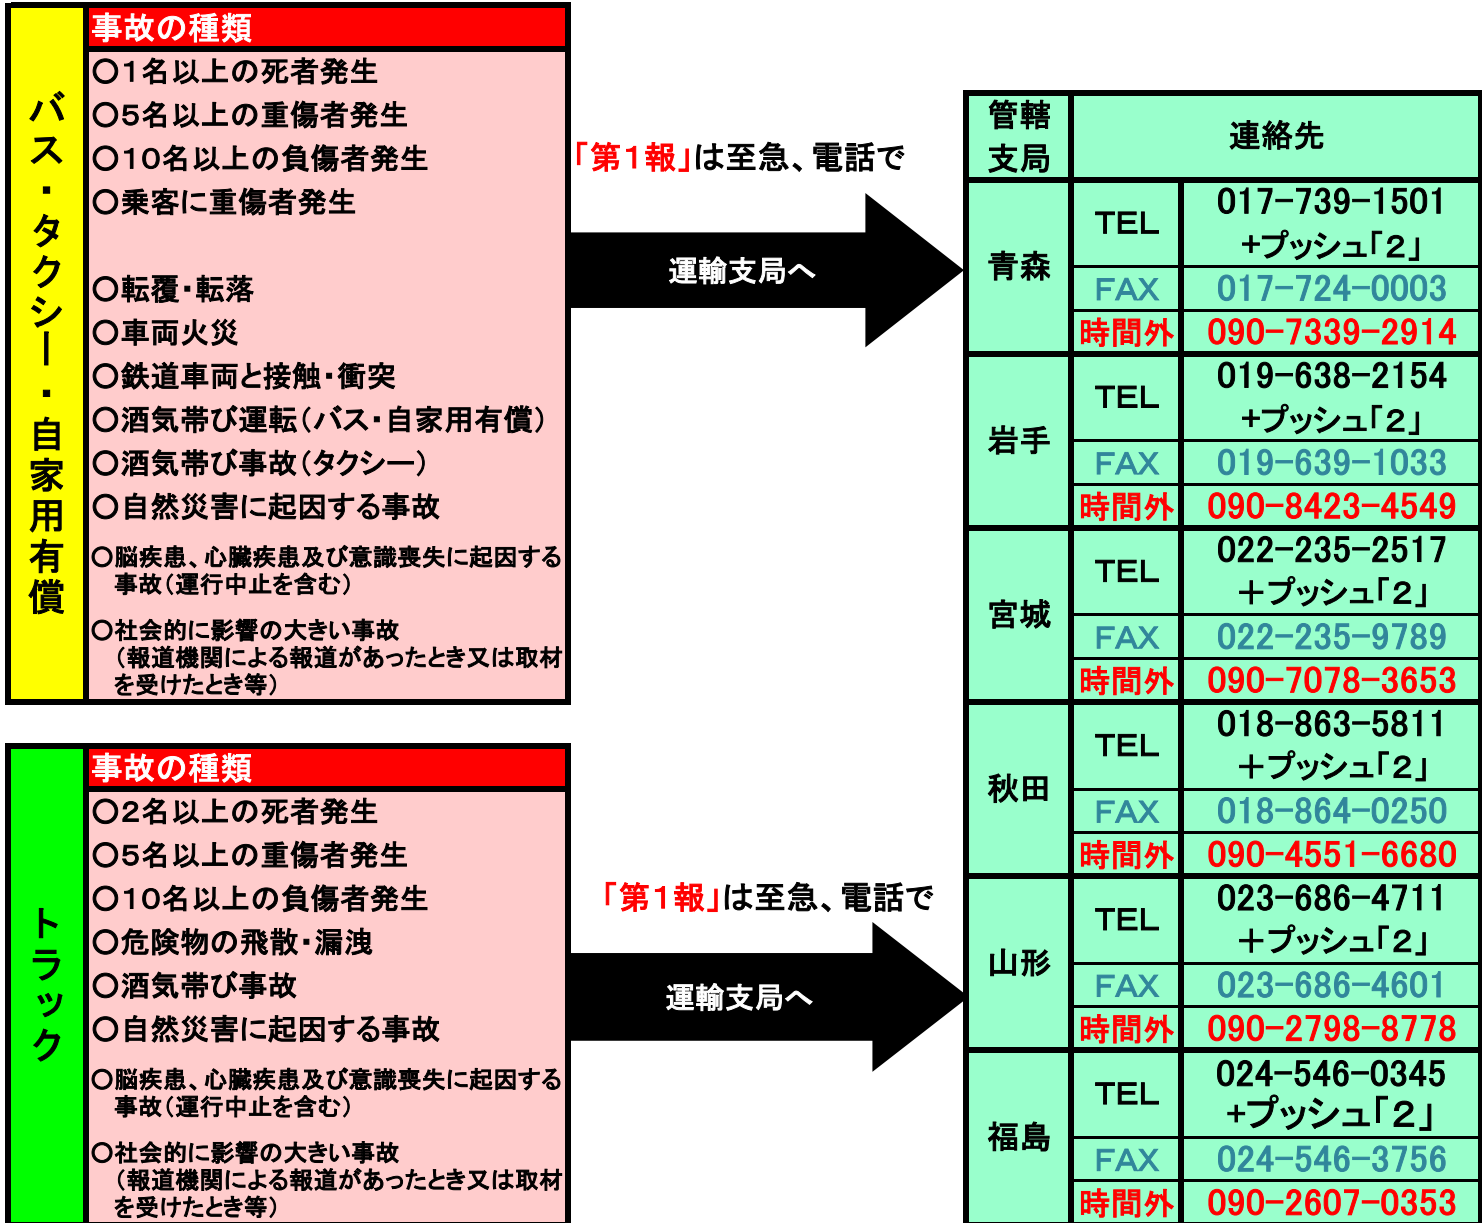 バス・タクシー・自家用有償
事故の種類
○１名以上の死者発生
○５名以上の重傷者発生
○１０名以上の負傷者発生
○乗客に重傷者発生
○転覆・転落
○車両火災
○鉄道車両と接触・衝突
○酒気帯び運転（バス・自家用有償）
○酒気帯び事故（タクシー）
○自然災害に起因する事故
○脳疾患、心臓疾患及び意識喪失に起因する
事故（運行中止を含む）
○社会的に影響の大きい事故
（報道機関による報道があったとき又は取材
を受けたとき等）
「第１報」は至急、電話で
運輸支局へ
トラック
事故の種類
○２名以上の死者発生
○５名以上の重傷者発生
○１０名以上の負傷者発生
○危険物の飛散・漏洩
○酒気帯び事故
○自然災害に起因する事故
○脳疾患、心臓疾患及び意識喪失に起因する
事故（運行中止を含む）
○社会的に影響の大きい事故
（報道機関による報道があったとき又は取材
を受けたとき等）
「第１報」は至急、電話で
運輸支局へ
管轄
支局
連絡先
青森
TEL
017-739-1501
+プッシュ「２」
FAX
017-724-0003
時間外
090-7339-2914
岩手
TEL
019-638-2154
+プッシュ「２」
FAX
019-639-1033
時間外
090-8423-4549
宮城
TEL
022-235-2517
＋プッシュ「２」
FAX
022-235-9789
時間外
090-7078-3653
秋田
TEL
018-863-5811
＋プッシュ「２」
FAX
018-864-0250
時間外
090-4551-6680
山形
TEL
023-686-4711
＋プッシュ「２」
FAX
023-686-4601
時間外
090-2798-8778
福島
TEL
024-546-0345
+プッシュ「２」
FAX
024-546-3756
時間外
090-2607-0353